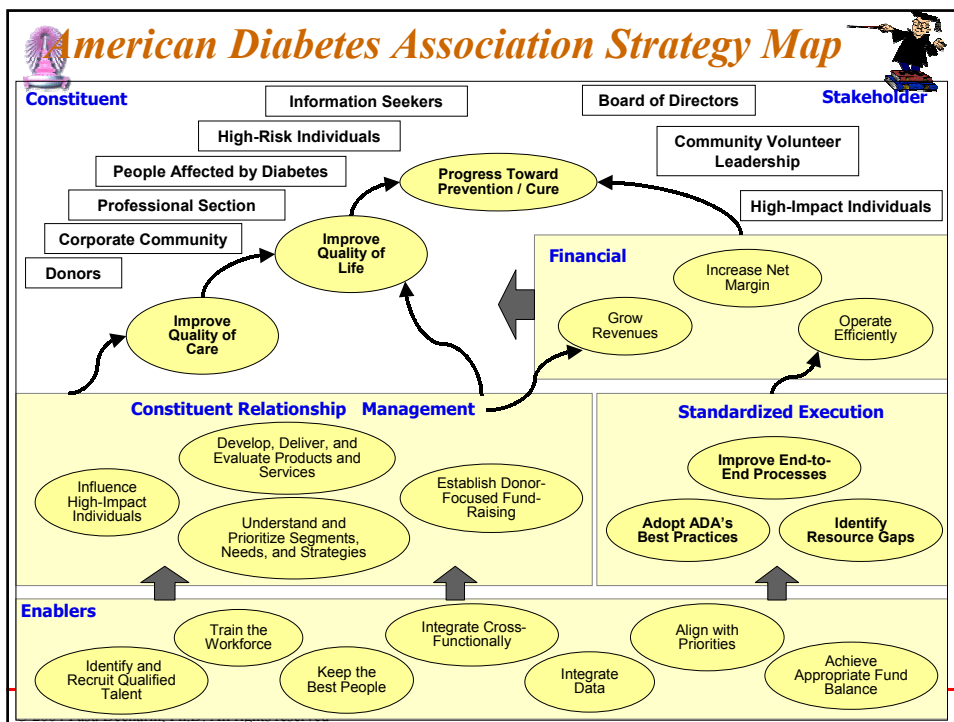 American Diabetes Association Strategy Map
Constituent
Stakeholder
Information Seekers
Board of Directors
High-Risk Individuals
Community Volunteer
Leadership
People Affected by Diabetes
Progress Toward
Prevention / Cure
Professional Section
High-Impact Individuals
Corporate Community
Improve
Quality of
Life
Donors
Financial
Increase Net
Margin
Improve
Quality of
Care
Grow
Revenues
Operate
Efficiently
Constituent Relationship Management
Standardized Execution
Develop, Deliver, and
Evaluate Products and
Services
Influence
High-Impact
Individuals
Establish Donor-
Focused Fund-
Raising
Understand and
Prioritize Segments,
Needs, and Strategies
Improve End-to-
End Processes
Adopt ADA's
Best Practices
Identify
Resource Gaps
Enablers
Train the
Workforce
Integrate Cross-
Functionally
Align with
Priorities
Identify and
Recruit Qualified
Talent
Keep the
Best People
Integrate
Data
Achieve
Appropriate Fund
Balance